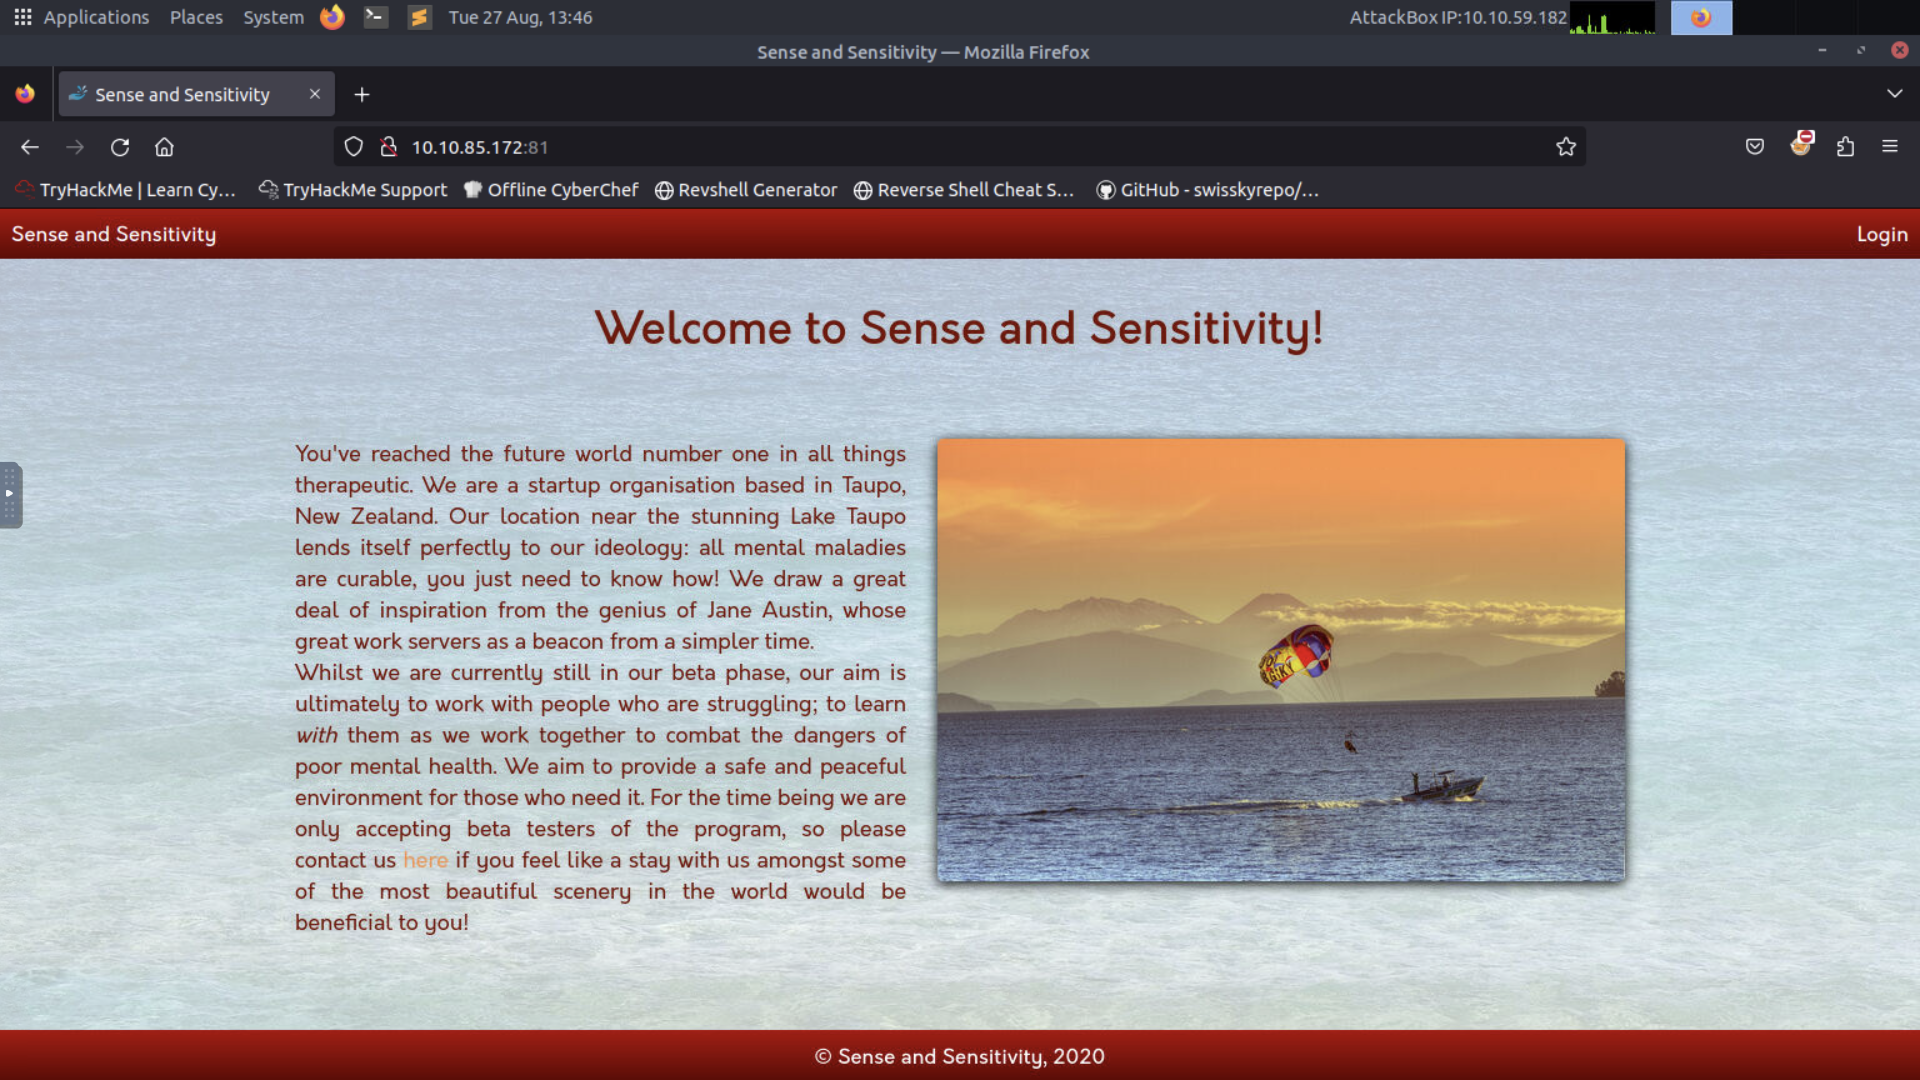 Applications Places System Tue 27 Aug, 13:46 AttackBox IP:10.10.59.182
Sense and Sensitivity — Mozilla Firefox
Sense and Sensitivity
10.10.85.172:81
TryHackMe | Learn Cy... TryHackMe Support Offline CyberChef Revshell Generator Reverse Shell Cheat S... GitHub - swisskyrepo/...
Sense and Sensitivity Login
Welcome to Sense and Sensitivity!
You've reached the future world number one in all things
therapeutic. We are a startup organisation based in Taupo,
New Zealand. Our location near the stunning Lake Taupo
lends itself perfectly to our ideology: all mental maladies
are curable, you just need to know how! We draw a great
deal of inspiration from the genius of Jane Austin, whose
great work servers as a beacon from a simpler time.
Whilst we are currently still in our beta phase, our aim is
ultimately to work with people who are struggling; to learn
with them as we work together to combat the dangers of
poor mental health. We aim to provide a safe and peaceful
environment for those who need it. For the time being we are
only accepting beta testers of the program, so please
contact us here if you feel like a stay with us amongst some
of the most beautiful scenery in the world would be
beneficial to you!
© Sense and Sensitivity, 2020